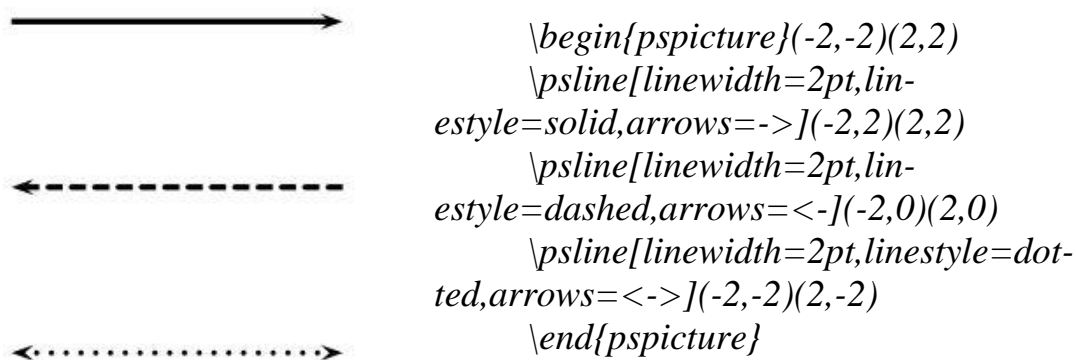 \begin{pspicture}(-2,-2)(2,2)
\psline[linewidth=2pt,lin-
estyle=solid,arrows=->](-2,2)(2,2)
\psline[linewidth=2pt,lin-
estyle=dashed,arrows=<-](-2,0)(2,0)
\psline[linewidth=2pt,linestyle=dot-
ted,arrows=<->](-2,-2)(2,-2)
\end{pspicture}